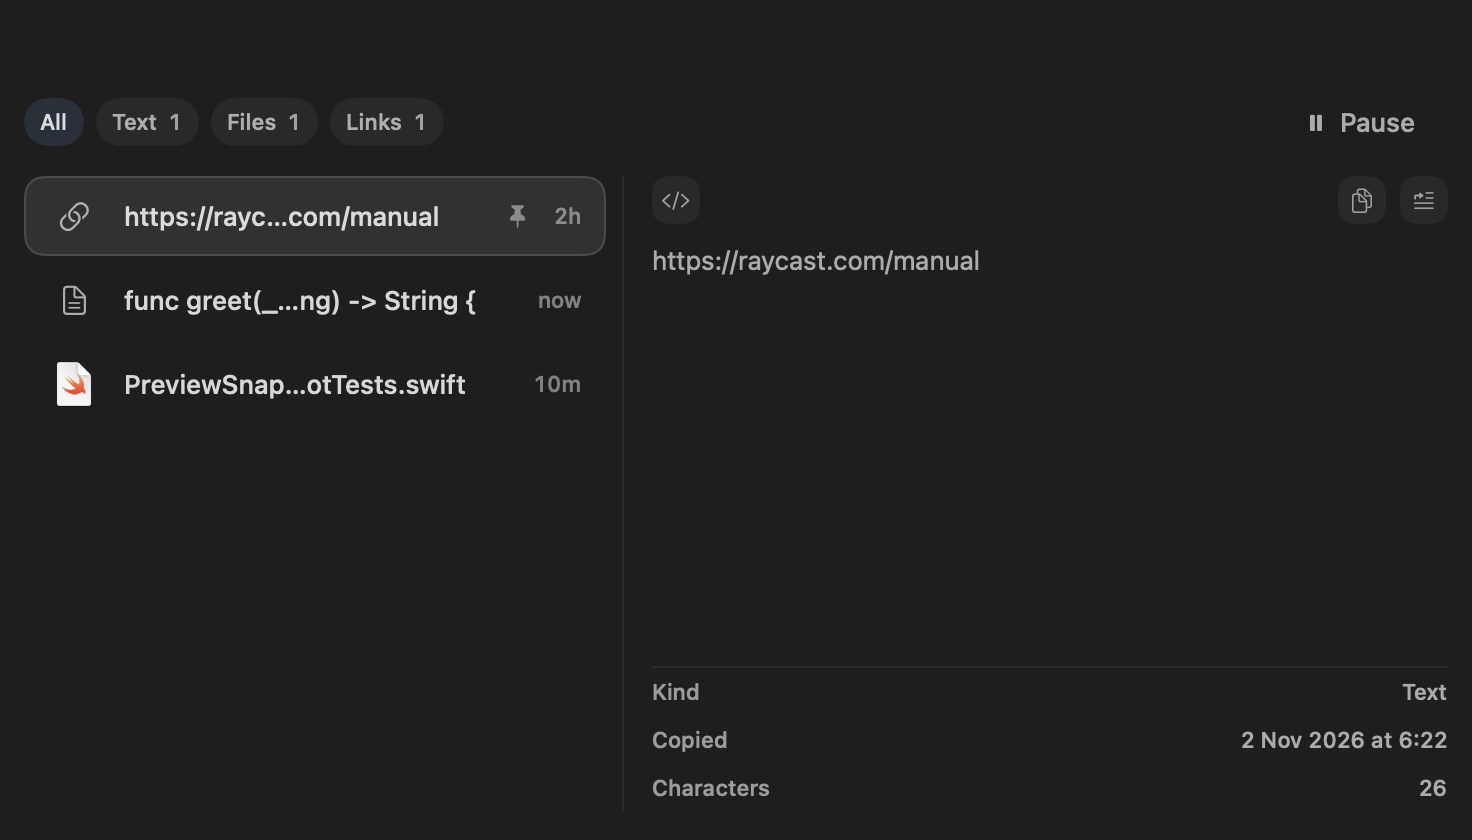 All
Text 1
Files 1
Links 1
Pause
https://rayc...com/manual
2h
func greet(_...ng) -> String {
now
PreviewSnap...otTests.swift
10m
</>
https://raycast.com/manual
Kind
Text
Copied
2 Nov 2026 at 6:22
Characters
26